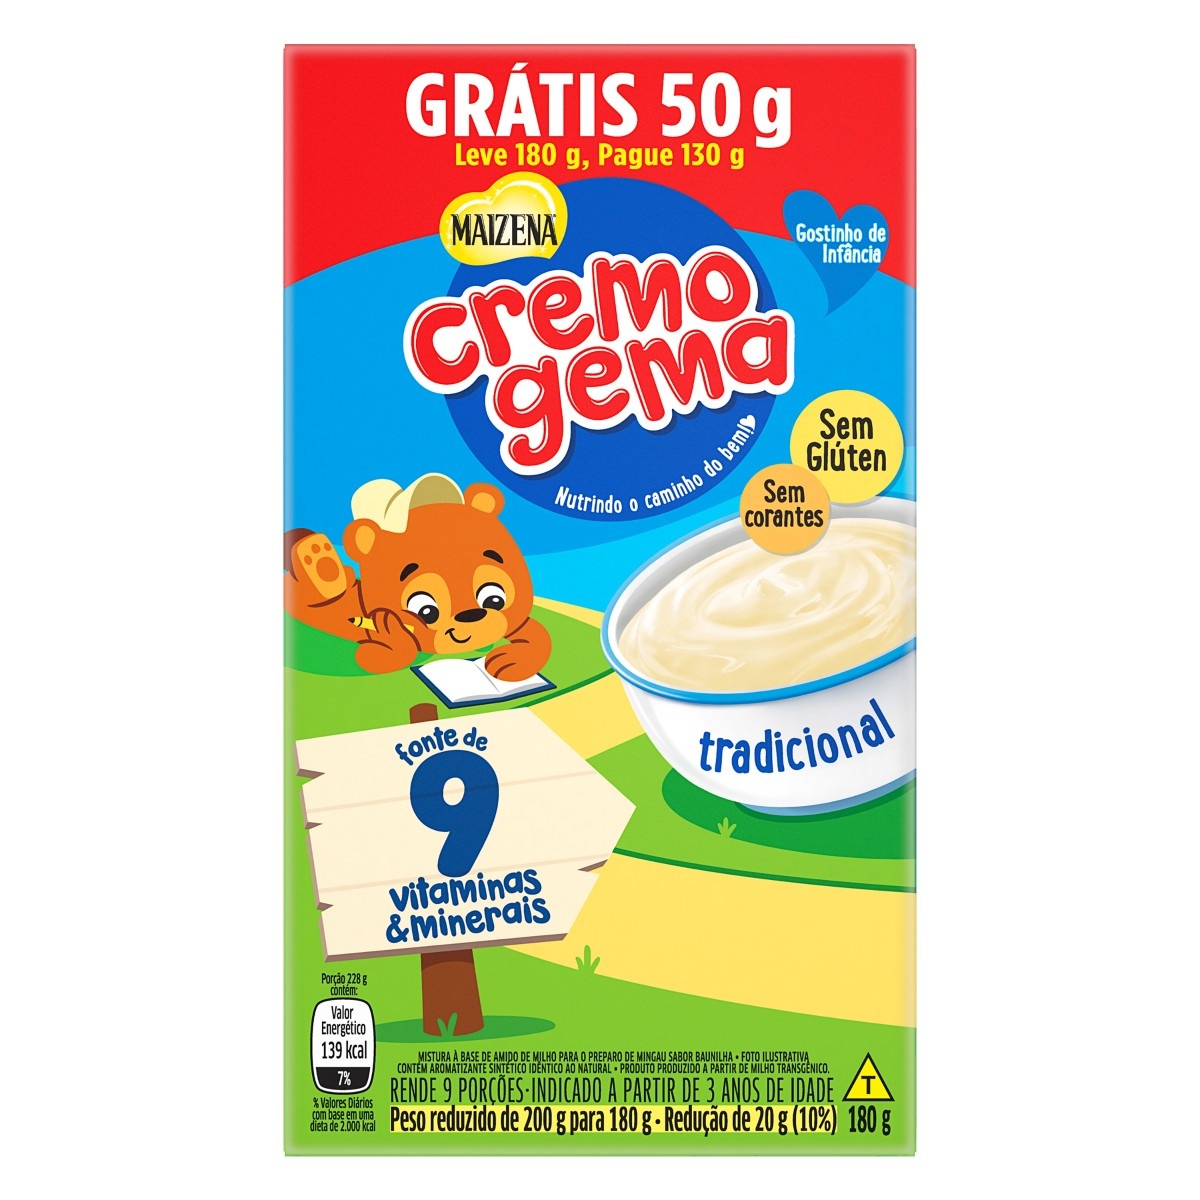 GRÁTIS 50 g
Leve 180 g, Pague 130 g
MAIZENA
Gostinho de
Infância
cremo
gema
Nutrindo o caminho do bem!
Sem
Glúten
Sem
corantes
tradicional
fonte de
9
vitaminas
&minerais
Porção 228 g
contém:
Valor
Energético
139 kcal
7%
% Valores Diários
com base em uma
dieta de 2.000 kcal
MISTURA À BASE DE AMIDO DE MILHO PARA O PREPARO DE MINGAU SABOR BAUNILHA • FOTO ILUSTRATIVA
CONTÉM AROMATIZANTE SINTÉTICO IDÊNTICO AO NATURAL • PRODUTO PRODUZIDO A PARTIR DE MILHO TRANSGÊNICO.
RENDE 9 PORÇÕES·INDICADO A PARTIR DE 3 ANOS DE IDADE
T
Peso reduzido de 200 g para 180 g · Redução de 20 g (10%)
180 g